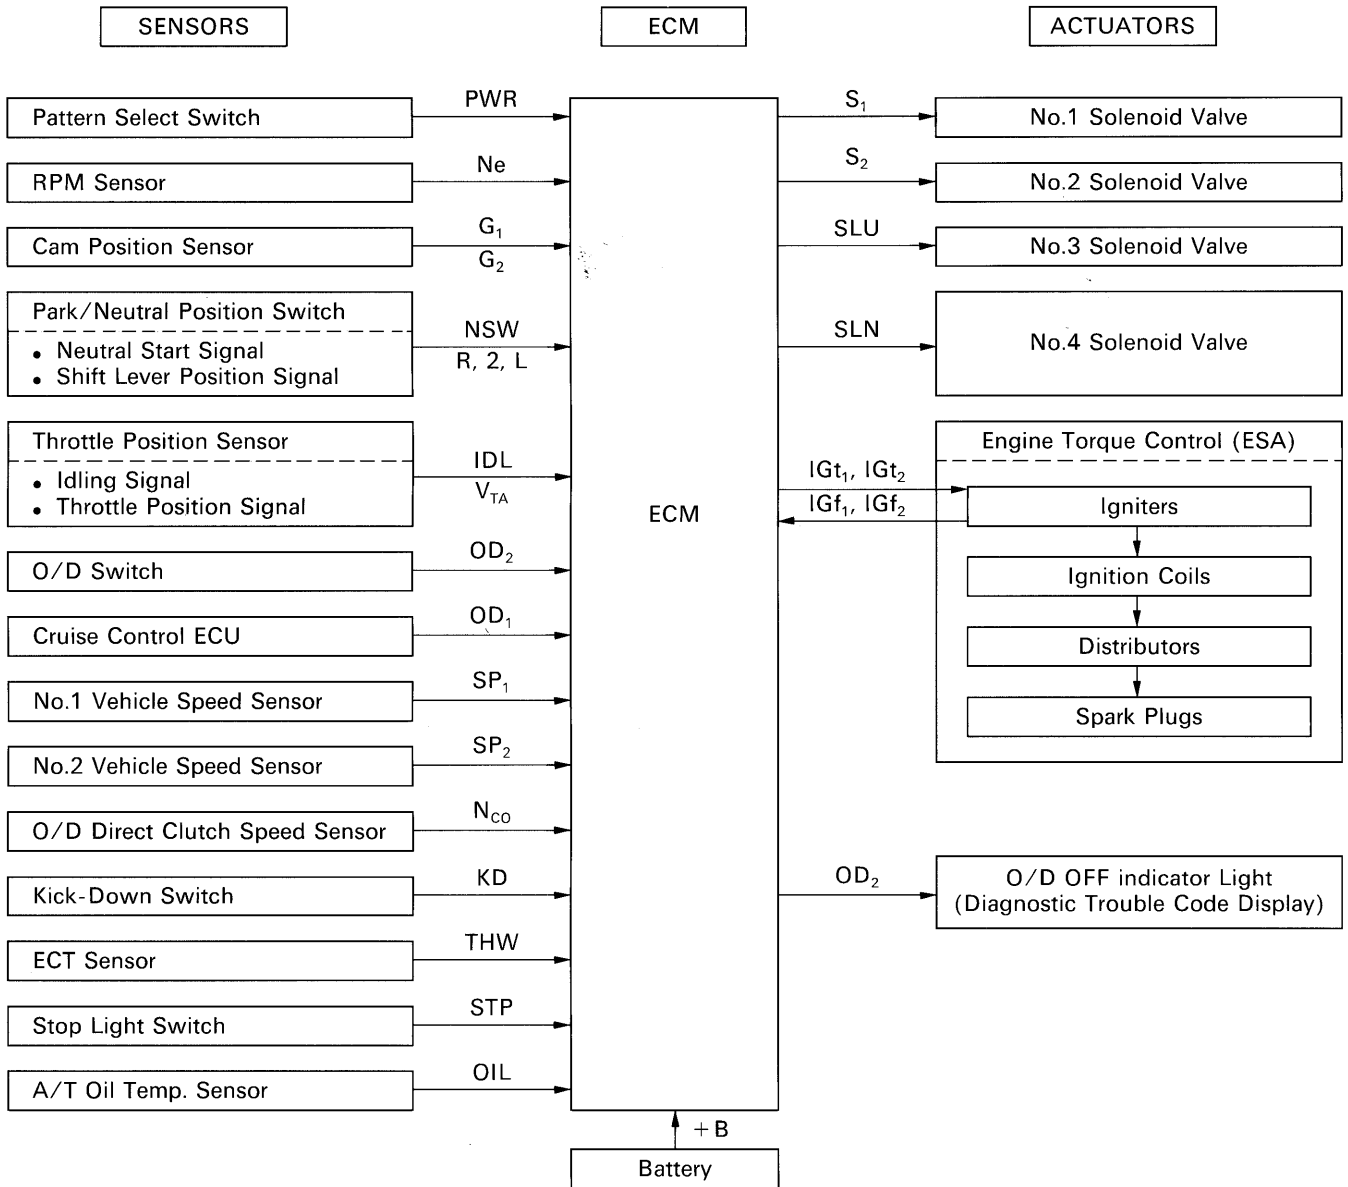 SENSORS
ECM
ACTUATORS
Pattern Select Switch
PWR
S₁
No.1 Solenoid Valve
RPM Sensor
Ne
S₂
No.2 Solenoid Valve
Cam Position Sensor
G₁
G₂
SLU
No.3 Solenoid Valve
Park/Neutral Position Switch
• Neutral Start Signal
• Shift Lever Position Signal
NSW
R, 2, L
SLN
No.4 Solenoid Valve
Throttle Position Sensor
• Idling Signal
• Throttle Position Signal
IDL
V_TA
ECM
IGt₁, IGt₂
IGf₁, IGf₂
Engine Torque Control (ESA)
Igniters
Ignition Coils
Distributors
Spark Plugs
O/D Switch
OD₂
Cruise Control ECU
OD₁
No.1 Vehicle Speed Sensor
SP₁
No.2 Vehicle Speed Sensor
SP₂
O/D Direct Clutch Speed Sensor
N_CO
Kick-Down Switch
KD
OD₂
O/D OFF indicator Light
(Diagnostic Trouble Code Display)
ECT Sensor
THW
Stop Light Switch
STP
A/T Oil Temp. Sensor
OIL
+B
Battery